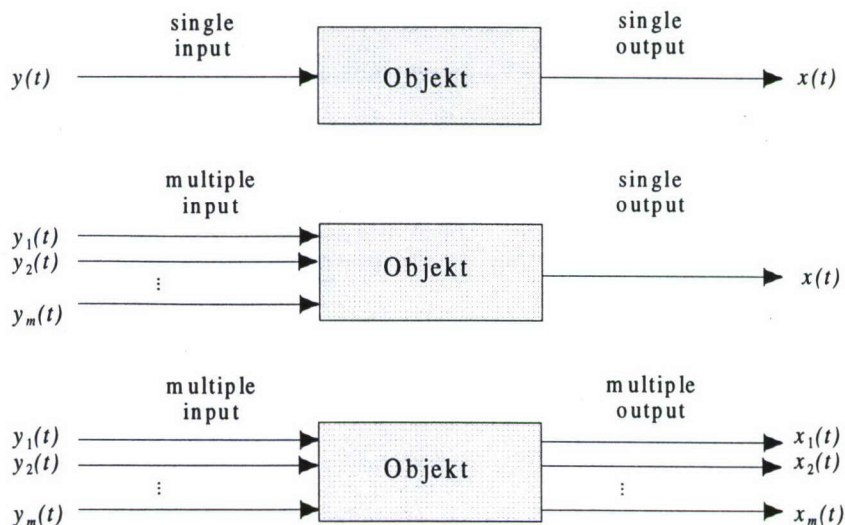 single input
single output
y(t)
Objekt
x(t)
multiple input
single output
y₁(t)
y₂(t)
⋮
yₘ(t)
Objekt
x(t)
multiple input
multiple output
y₁(t)
y₂(t)
⋮
yₘ(t)
Objekt
x₁(t)
x₂(t)
⋮
xₘ(t)